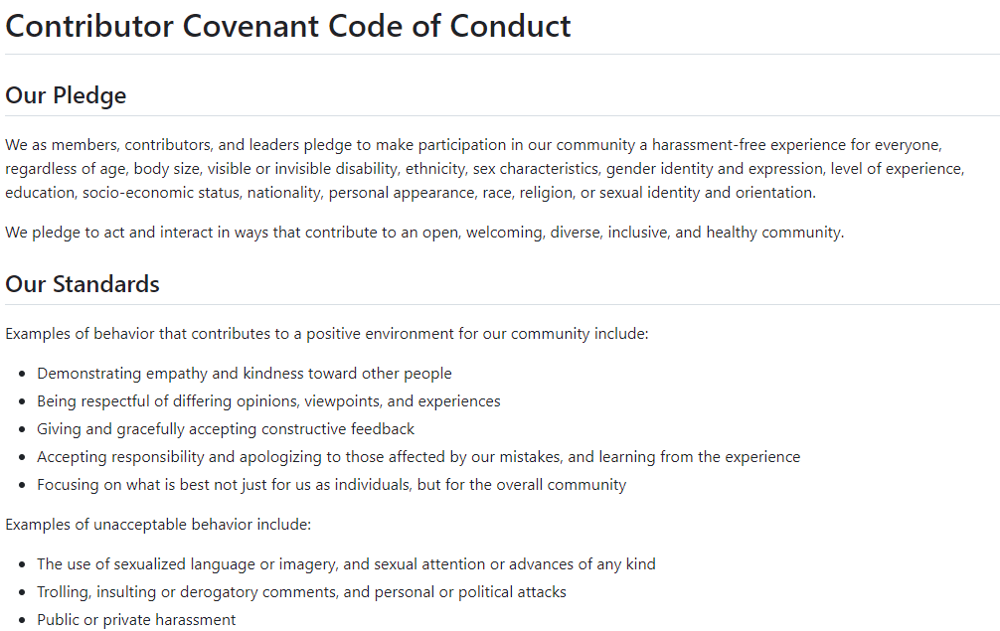 Contributor Covenant Code of Conduct
Our Pledge
We as members, contributors, and leaders pledge to make participation in our community a harassment-free experience for everyone,
regardless of age, body size, visible or invisible disability, ethnicity, sex characteristics, gender identity and expression, level of experience,
education, socio-economic status, nationality, personal appearance, race, religion, or sexual identity and orientation.
We pledge to act and interact in ways that contribute to an open, welcoming, diverse, inclusive, and healthy community.
Our Standards
Examples of behavior that contributes to a positive environment for our community include:
• Demonstrating empathy and kindness toward other people
• Being respectful of differing opinions, viewpoints, and experiences
• Giving and gracefully accepting constructive feedback
• Accepting responsibility and apologizing to those affected by our mistakes, and learning from the experience
• Focusing on what is best not just for us as individuals, but for the overall community
Examples of unacceptable behavior include:
• The use of sexualized language or imagery, and sexual attention or advances of any kind
• Trolling, insulting or derogatory comments, and personal or political attacks
• Public or private harassment